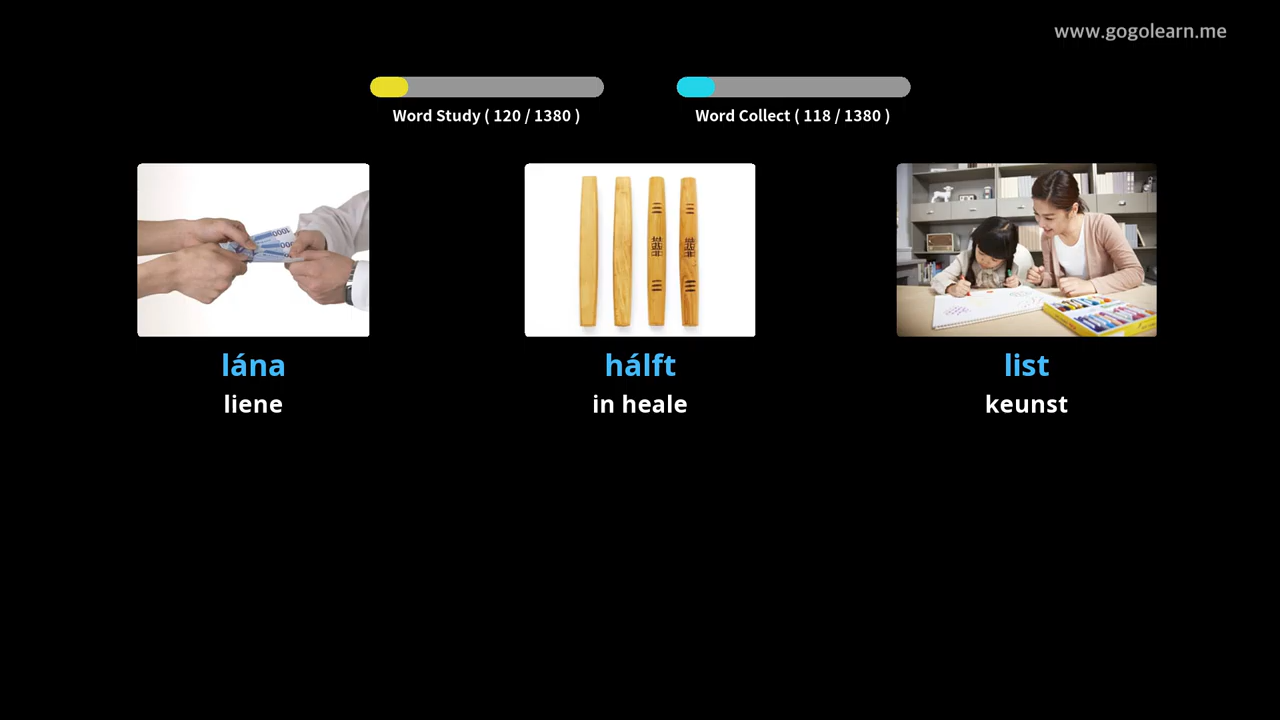 www.gogolearn.me
Word Study ( 120 / 1380 )
Word Collect ( 118 / 1380 )
lána
hálft
list
liene
in heale
keunst